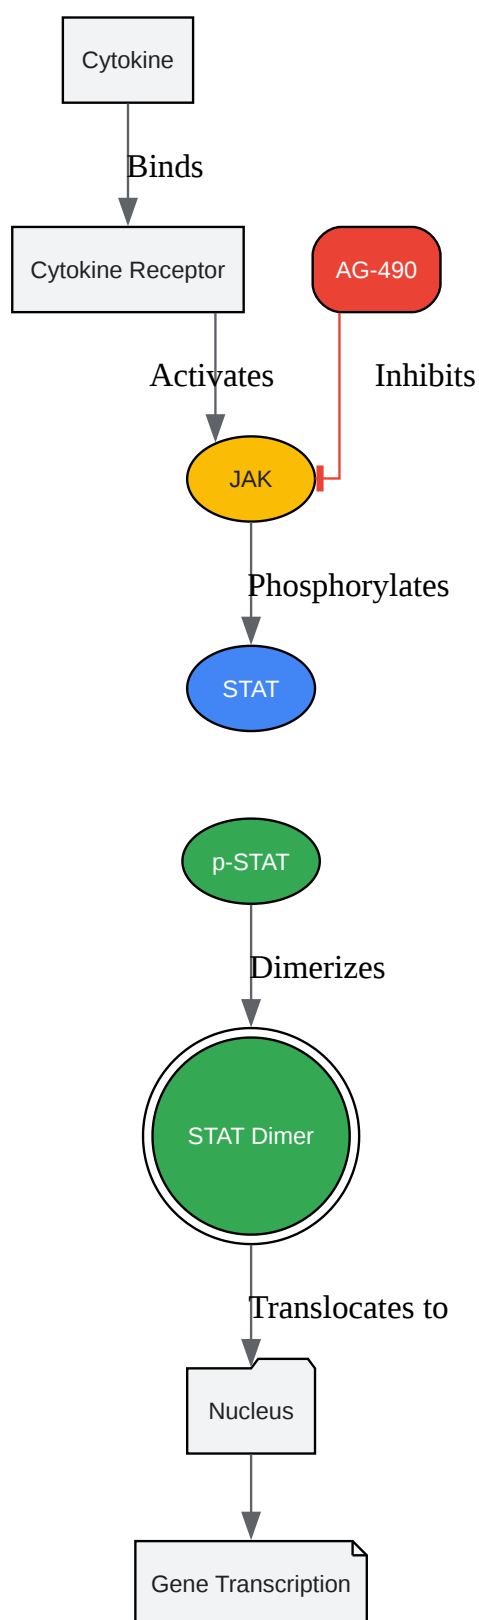 Cytokine
Binds
Cytokine Receptor
AG-490
Activates
Inhibits
JAK
Phosphorylates
STAT
p-STAT
Dimerizes
STAT Dimer
Translocates to
Nucleus
Gene Transcription